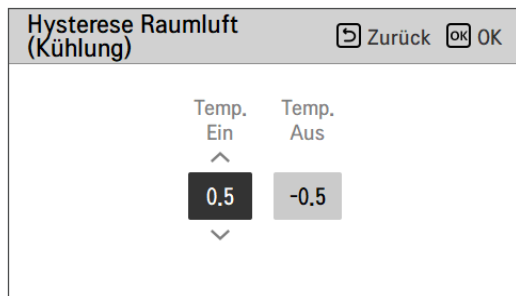 Hysterese Raumluft
(Kühlung)
Zurück OK OK
Temp. Temp.
Ein Aus
0.5 -0.5